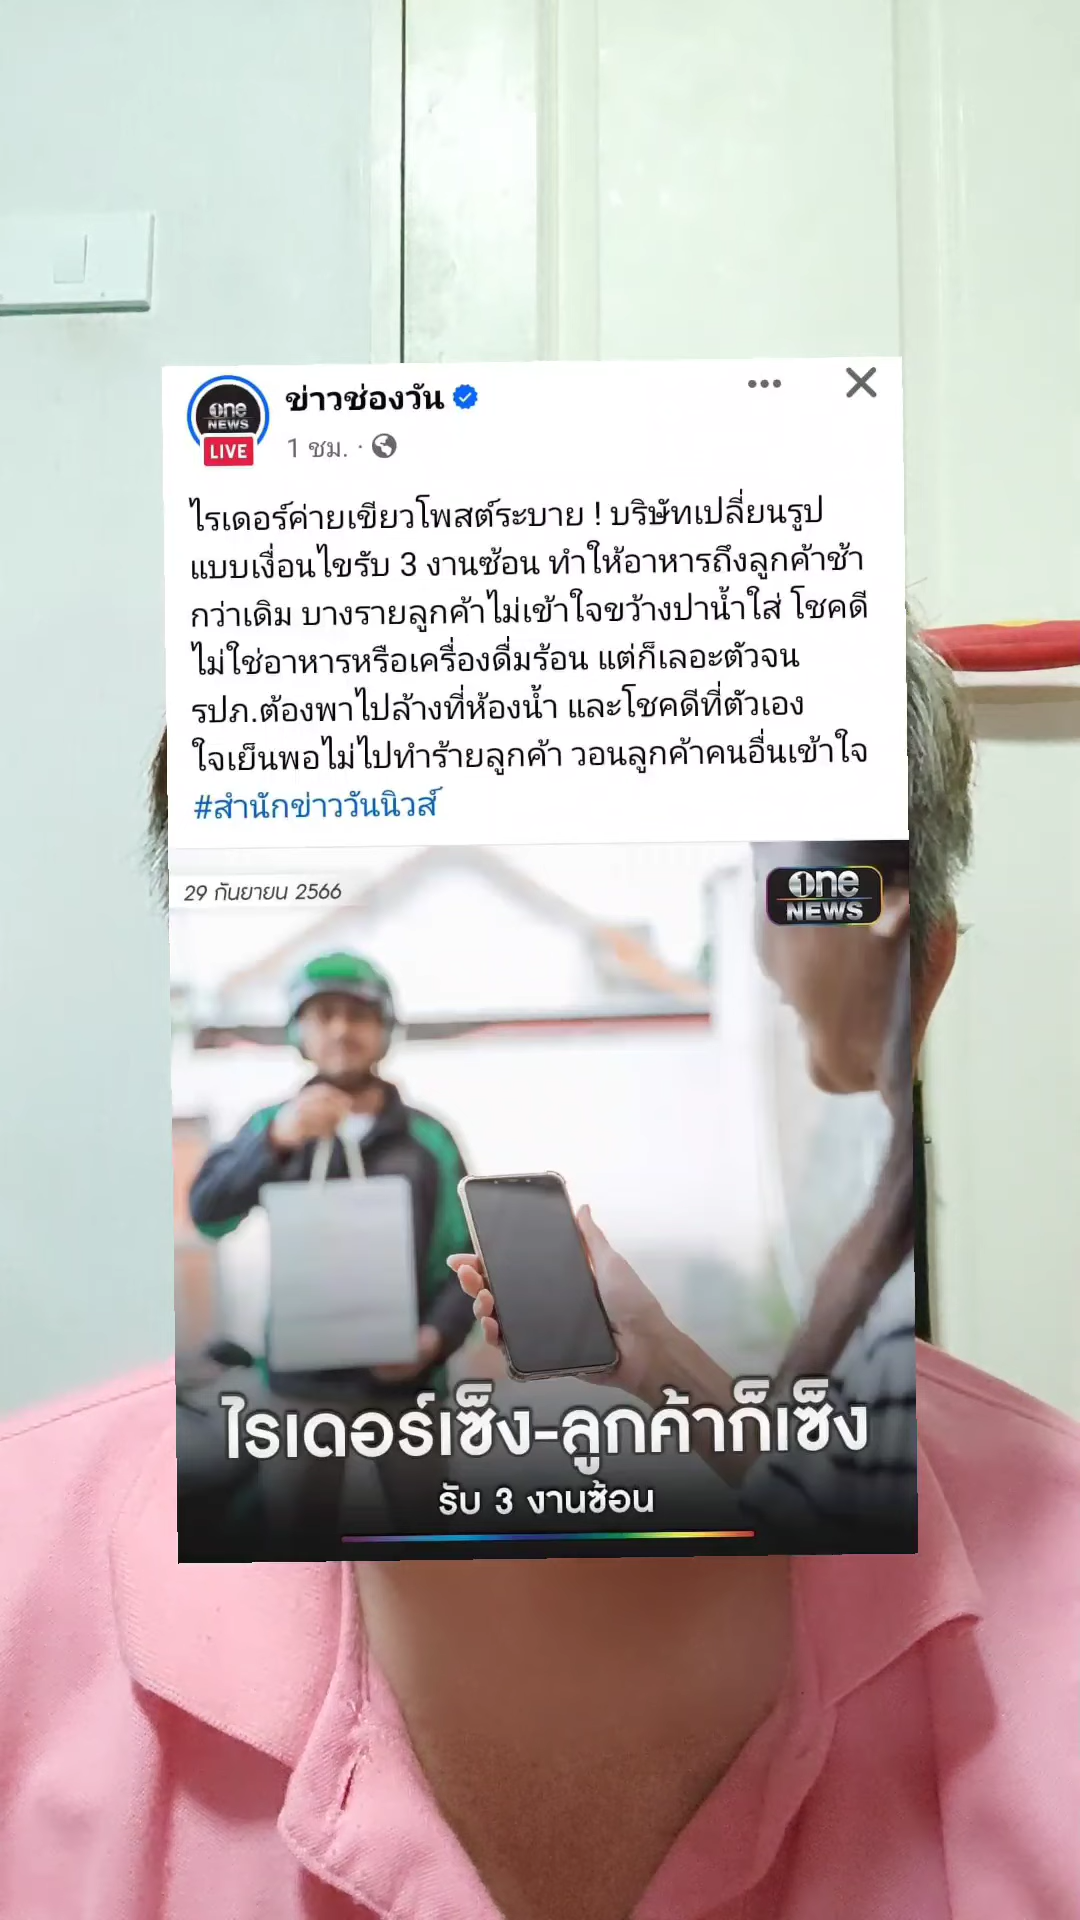 one
NEWS
LIVE
ข่าวช่องวัน
1 ชม. ·
ไรเดอร์ค่ายเขียวโพสต์ระบาย ! บริษัทเปลี่ยนรูป
แบบเงื่อนไขรับ 3 งานซ้อน ทำให้อาหารถึงลูกค้าช้า
กว่าเดิม บางรายลูกค้าไม่เข้าใจขว้างปาน้ำใส่ โชคดี
ไม่ใช่อาหารหรือเครื่องดื่มร้อน แต่ก็เลอะตัวจน
รปภ.ต้องพาไปล้างที่ห้องน้ำ และโชคดีที่ตัวเอง
ใจเย็นพอไม่ไปทำร้ายลูกค้า วอนลูกค้าคนอื่นเข้าใจ
#สำนักข่าววันนิวส์
29 กันยายน 2566
one
NEWS
ไรเดอร์เซ็ง-ลูกค้าก็เซ็ง
รับ 3 งานซ้อน